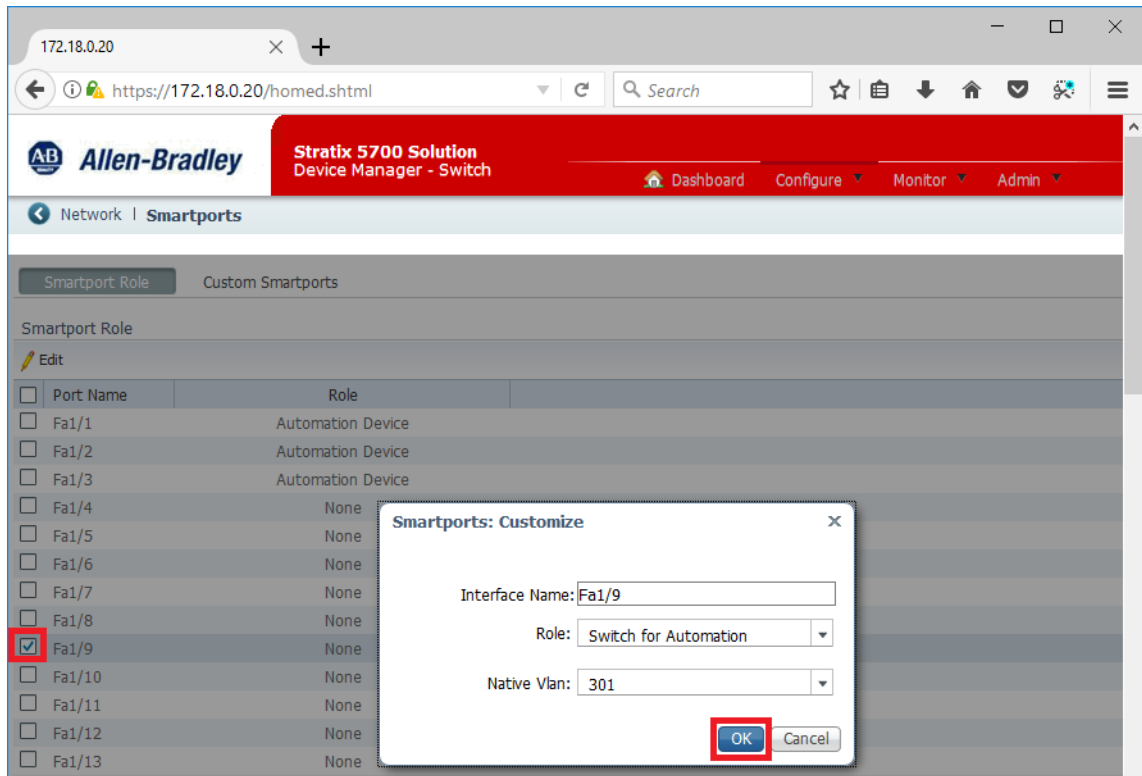 172.18.0.20
https://172.18.0.20/homed.shtml
Search
AB
QUALITY
Allen-Bradley
Stratix 5700 Solution
Device Manager - Switch
Dashboard Configure Monitor Admin
Network | Smartports
Smartport Role Custom Smartports
Smartport Role
Edit
Port Name Role
Fa1/1 Automation Device
Fa1/2 Automation Device
Fa1/3 Automation Device
Fa1/4 None
Fa1/5 None
Fa1/6 None
Fa1/7 None
Fa1/8 None
Fa1/9 None
Fa1/10 None
Fa1/11 None
Fa1/12 None
Fa1/13 None
Smartports: Customize
Interface Name: Fa1/9
Role: Switch for Automation
Native Vlan: 301
OK Cancel